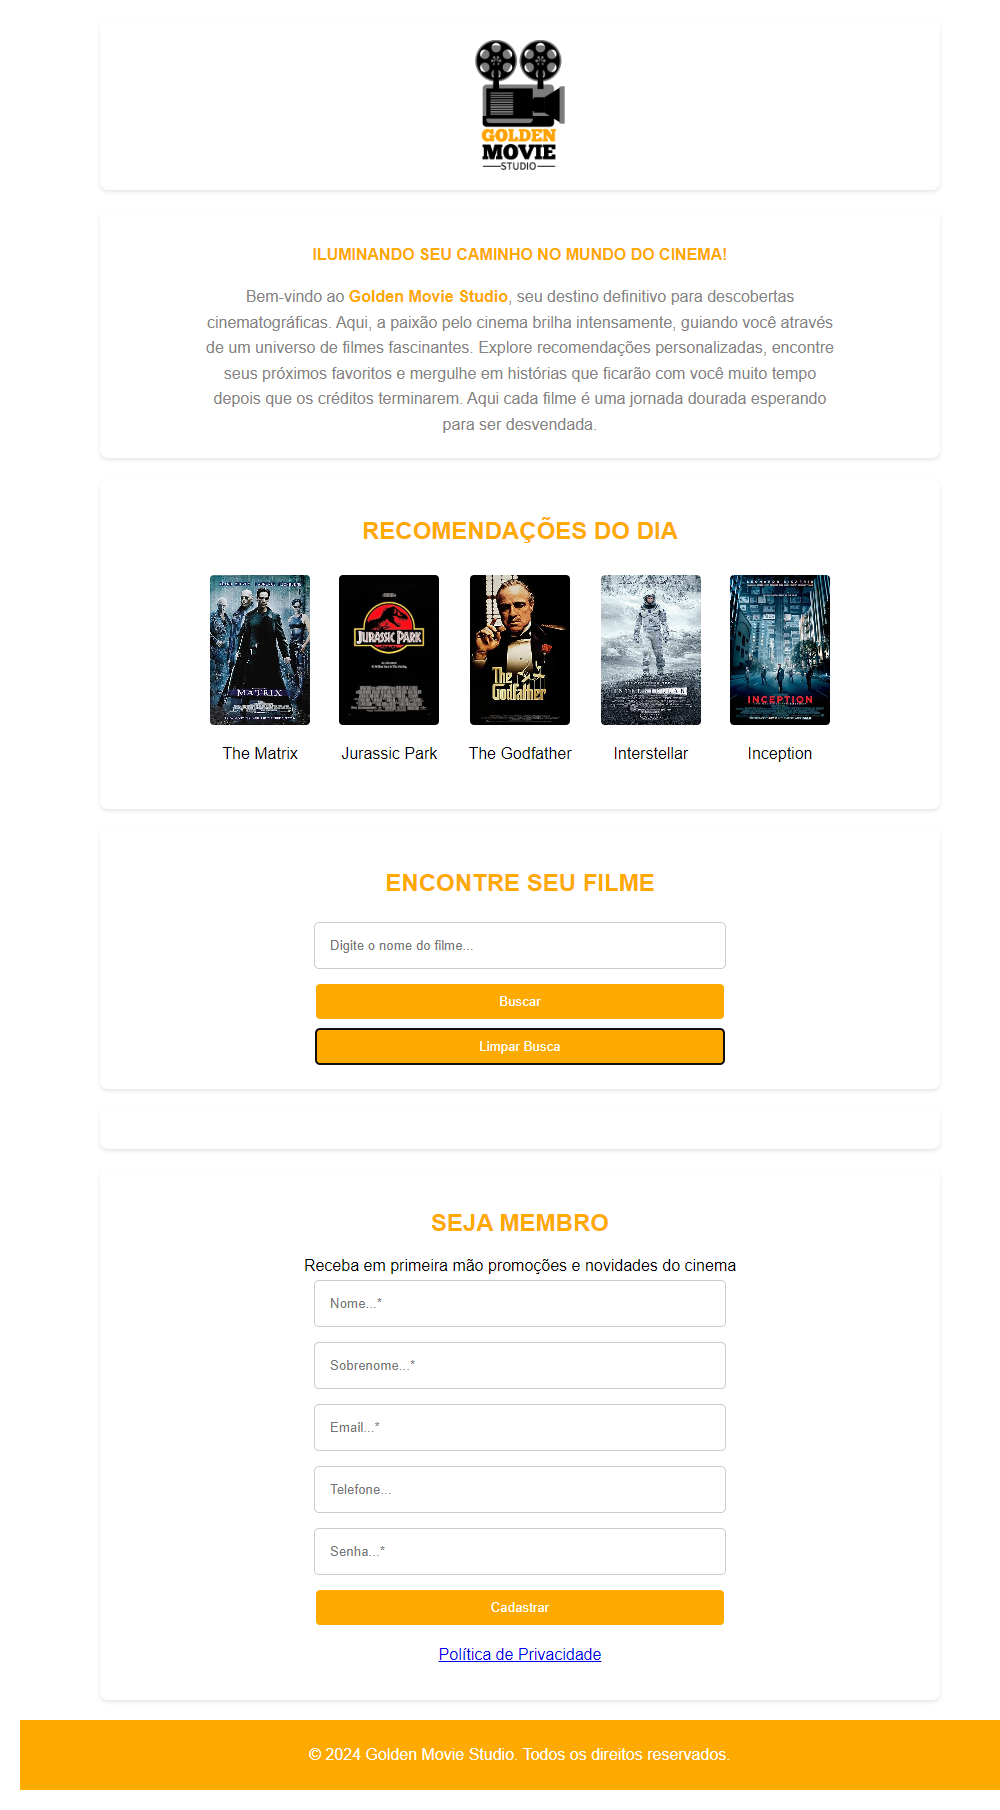 GOLDEN
MOVIE
STUDIO
ILUMINANDO SEU CAMINHO NO MUNDO DO CINEMA!
Bem-vindo ao Golden Movie Studio, seu destino definitivo para descobertas
cinematográficas. Aqui, a paixão pelo cinema brilha intensamente, guiando você através
de um universo de filmes fascinantes. Explore recomendações personalizadas, encontre
seus próximos favoritos e mergulhe em histórias que ficarão com você muito tempo
depois que os créditos terminarem. Aqui cada filme é uma jornada dourada esperando
para ser desvendada.
RECOMENDAÇÕES DO DIA
MATRIX
JURASSIC PARK
The
Godfather
INCEPTION
The Matrix
Jurassic Park
The Godfather
Interstellar
Inception
ENCONTRE SEU FILME
Digite o nome do filme...
Buscar
Limpar Busca
SEJA MEMBRO
Receba em primeira mão promoções e novidades do cinema
Nome...*
Sobrenome...*
Email...*
Telefone...
Senha...*
Cadastrar
Política de Privacidade
© 2024 Golden Movie Studio. Todos os direitos reservados.